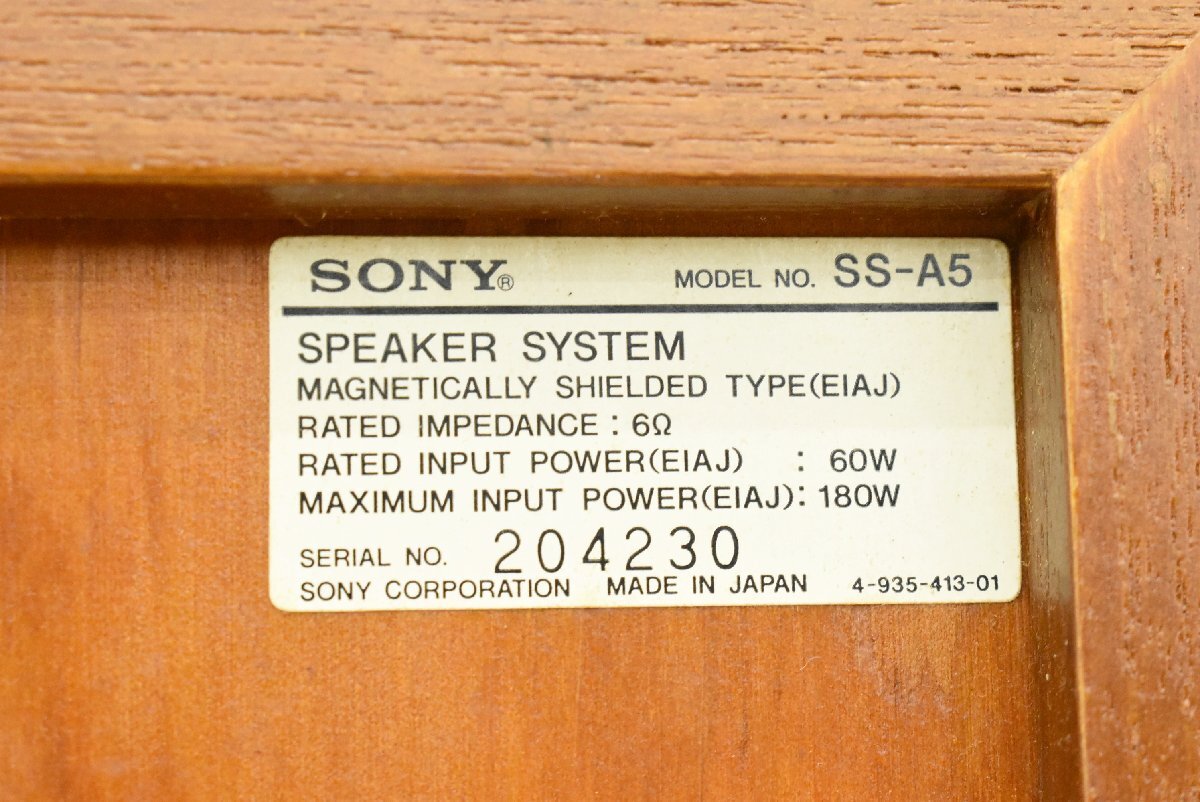 SONY® MODEL NO. SS-A5
SPEAKER SYSTEM
MAGNETICALLY SHIELDED TYPE(EIAJ)
RATED IMPEDANCE : 6Ω
RATED INPUT POWER(EIAJ) : 60W
MAXIMUM INPUT POWER(EIAJ): 180W
SERIAL NO. 204230
SONY CORPORATION MADE IN JAPAN 4-935-413-01